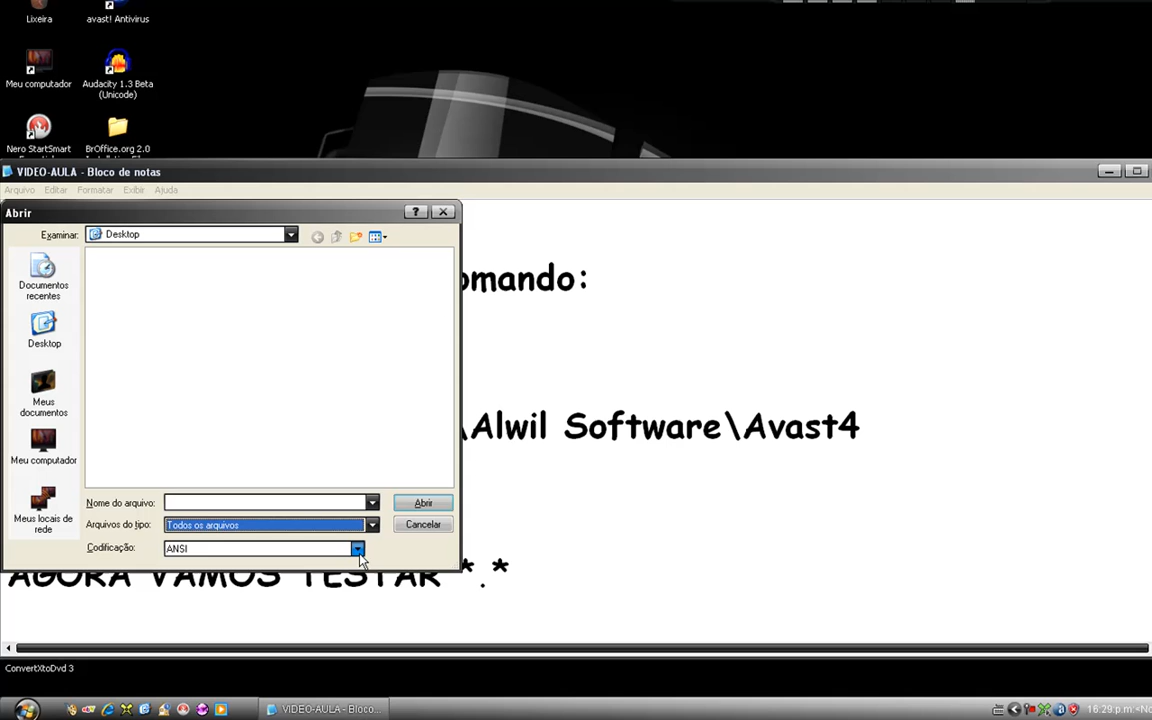 Lixeira
avast! Antivirus
Meu computador
Audacity 1.3 Beta
(Unicode)
Nero StartSmart
BrOffice.org 2.0
VIDEO-AULA - Bloco de notas
Arquivo Editar Formatar Exibir Ajuda
Abrir
Examinar: Desktop
Documentos
recentes
Desktop
Meus
documentos
Meu computador
Meus locais de
rede
Nome do arquivo: Abrir
Arquivos do tipo: Todos os arquivos Cancelar
Codificação: ANSI
omando:
\Alwil Software\Avast4
AGORA VAMOS TESTAR *.*
ConvertXtoDvd 3
VIDEO-AULA - Bloco...
16:29:p.m:<No